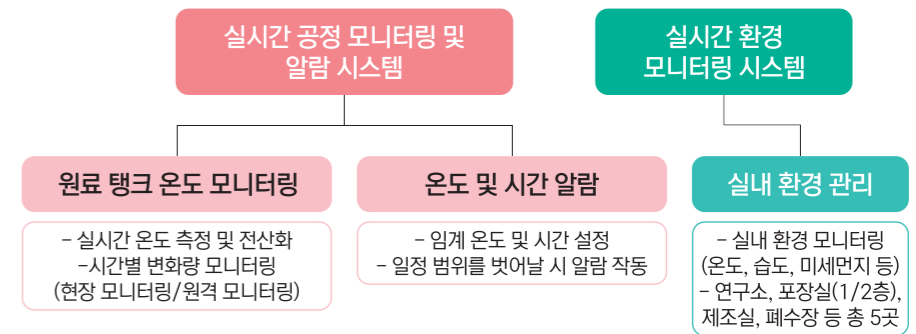 실시간 공정 모니터링 및
알람 시스템
실시간 환경
모니터링 시스템
원료 탱크 온도 모니터링
- 실시간 온도 측정 및 전산화
-시간별 변화량 모니터링
(현장 모니터링/원격 모니터링)
온도 및 시간 알람
- 임계 온도 및 시간 설정
- 일정 범위를 벗어날 시 알람 작동
실내 환경 관리
- 실내 환경 모니터링
(온도, 습도, 미세먼지 등)
- 연구소, 포장실(1/2층),
제조실, 폐수장 등 총 5곳